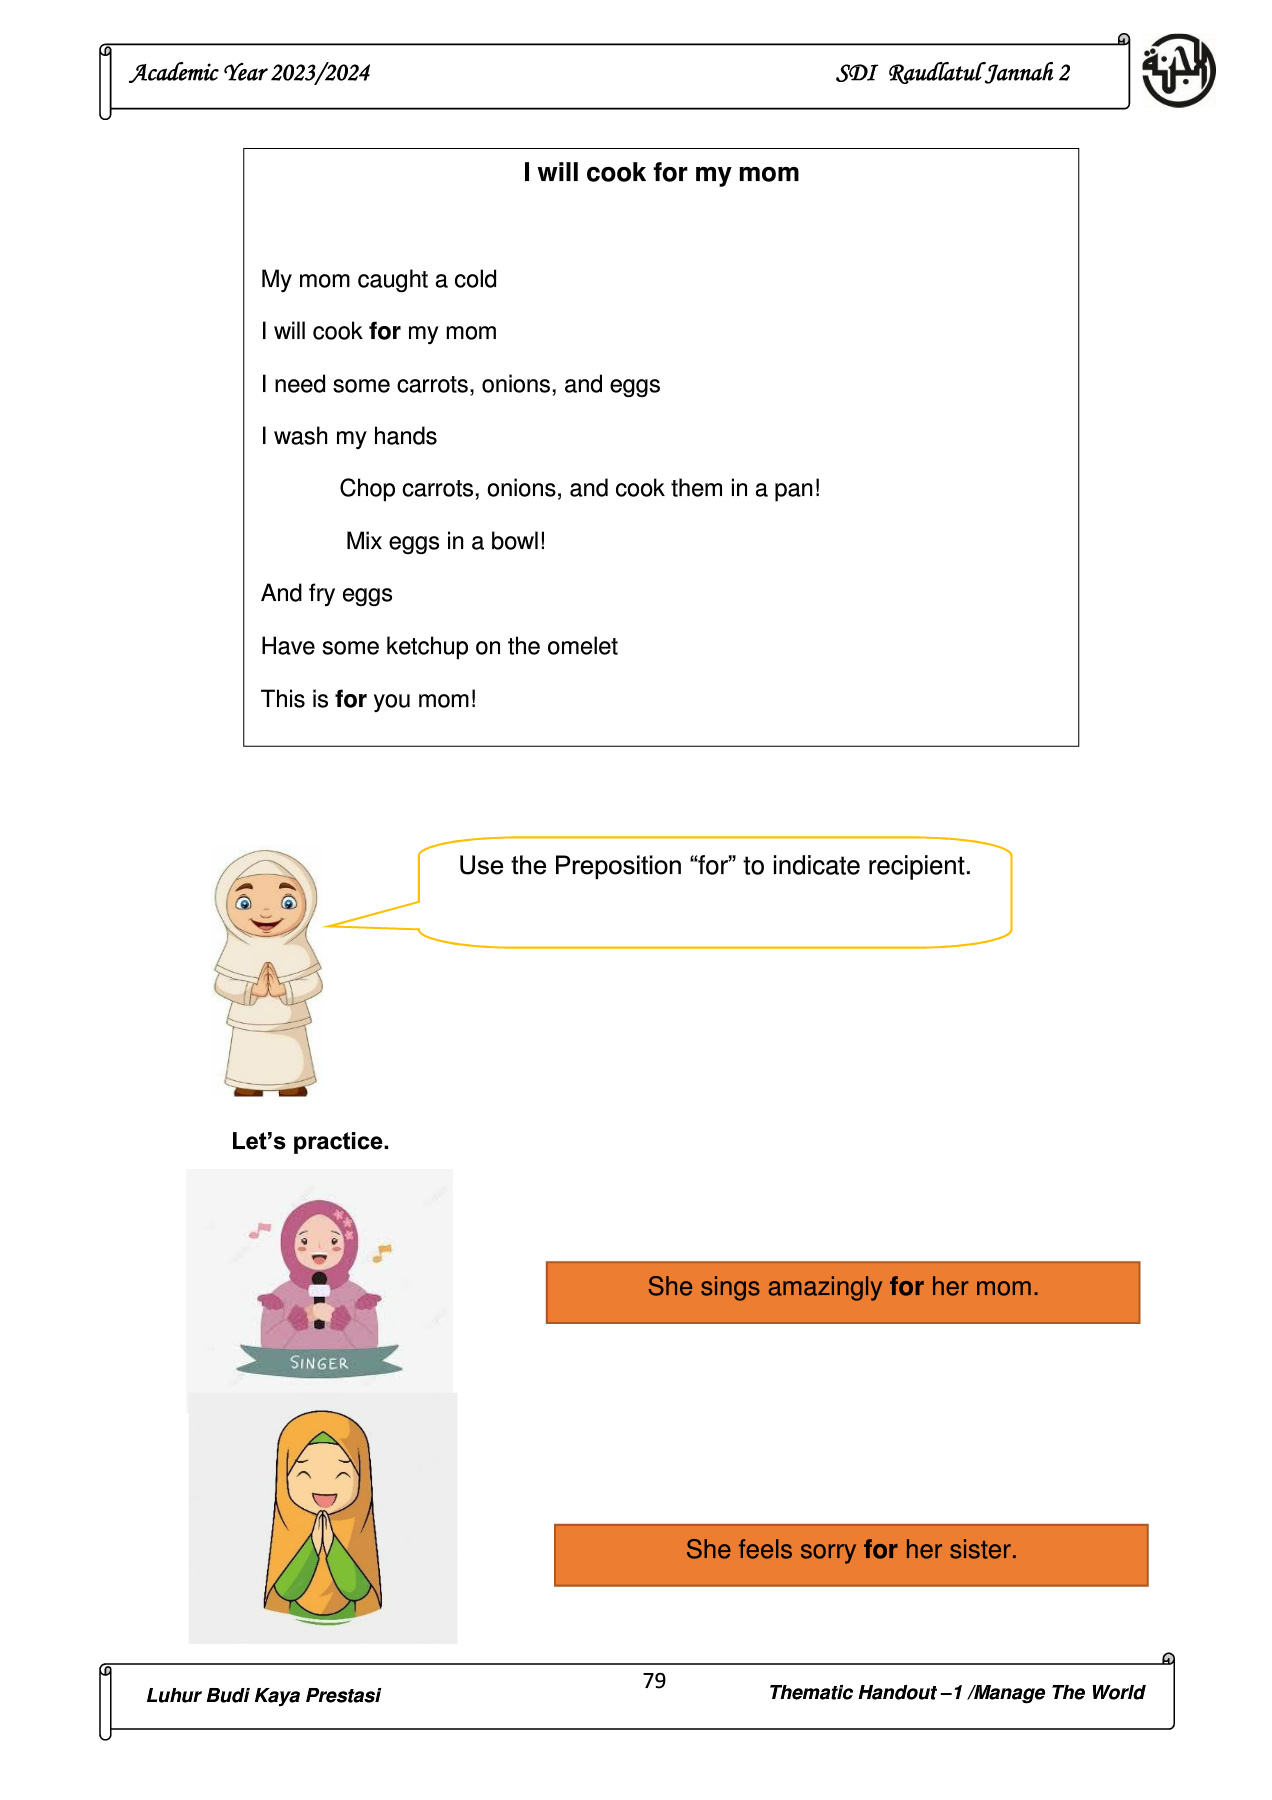 Academic Year 2023/2024 SDI Raudlatul Jannah 2
I will cook for my mom
My mom caught a cold
I will cook for my mom
I need some carrots, onions, and eggs
I wash my hands
Chop carrots, onions, and cook them in a pan!
Mix eggs in a bowl!
And fry eggs
Have some ketchup on the omelet
This is for you mom!
Use the Preposition “for” to indicate recipient.
Let’s practice.
SINGER
She sings amazingly for her mom.
She feels sorry for her sister.
79
Luhur Budi Kaya Prestasi Thematic Handout –1 /Manage The World